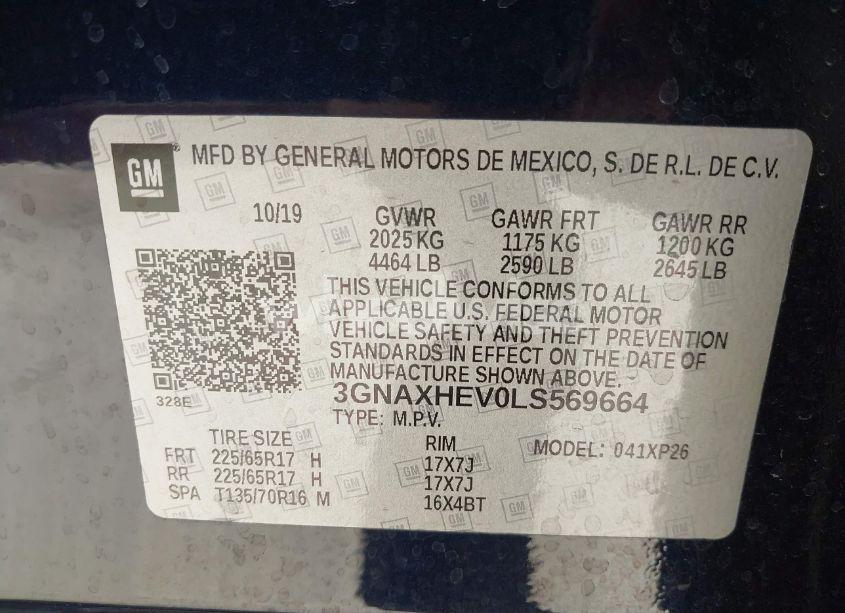 GM ® MFD BY GENERAL MOTORS DE MEXICO, S. DE R.L. DE C.V.
10/19 GVWR GAWR FRT GAWR RR
2025 KG 1175 KG 1200 KG
4464 LB 2590 LB 2645 LB
THIS VEHICLE CONFORMS TO ALL
APPLICABLE U.S. FEDERAL MOTOR
VEHICLE SAFETY AND THEFT PREVENTION
STANDARDS IN EFFECT ON THE DATE OF
MANUFACTURE SHOWN ABOVE.
328E 3GNAXHEV0LS569664
TYPE: M.P.V.
TIRE SIZE RIM MODEL: 041XP26
FRT 225/65R17 H 17X7J
RR 225/65R17 H 17X7J
SPA T135/70R16 M 16X4BT